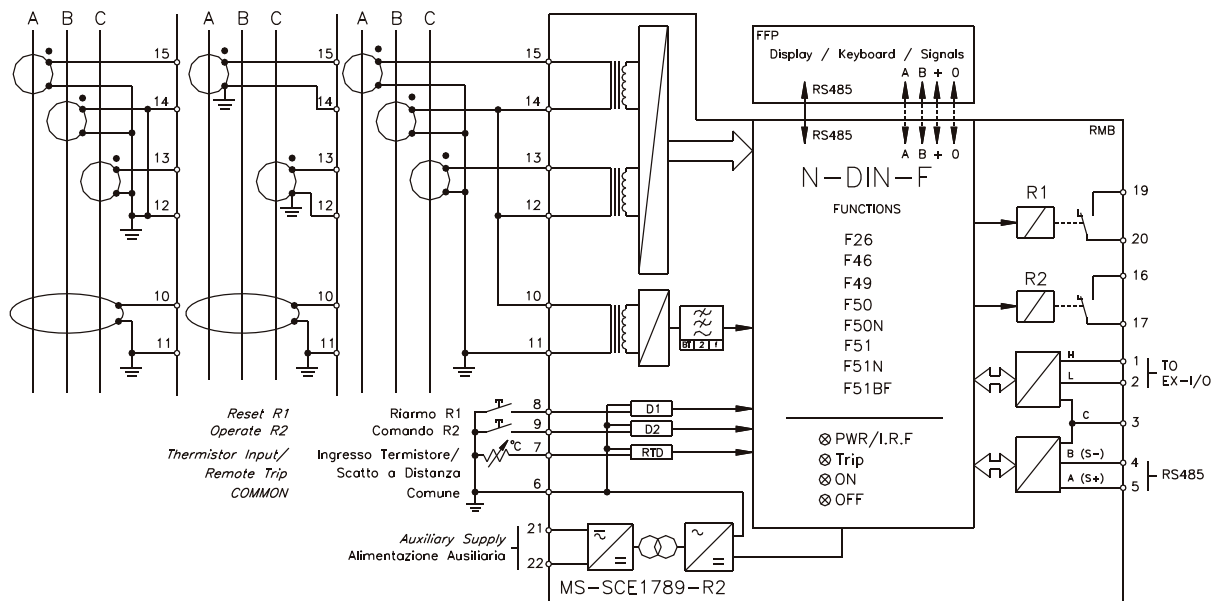 A B C
A B C
A B C
15
14
13
12
10
11
15
14
13
12
10
11
15
14
13
12
10
11
FFP
Display / Keyboard / Signals
A B + 0
RS485
RS485
A B + 0
RMB
N-DIN-F
FUNCTIONS
F26
F46
F49
F50
F50N
F51
F51N
F51BF
⊗ PWR/I.R.F
⊗ Trip
⊗ ON
⊗ OFF
BT 2 f
R1
19
20
R2
16
17
H
1
L
2
TO
EX-I/O
C
3
B (S-)
4
A (S+)
5
RS485
Reset R1
Riarmo R1
8
D1
Operate R2
Comando R2
9
D2
°C
Thermistor Input/
Remote Trip
Ingresso Termistore/
Scatto a Distanza
7
RTD
COMMON
Comune
6
Auxiliary Supply
Alimentazione Ausiliaria
21
22
MS-SCE1789-R2